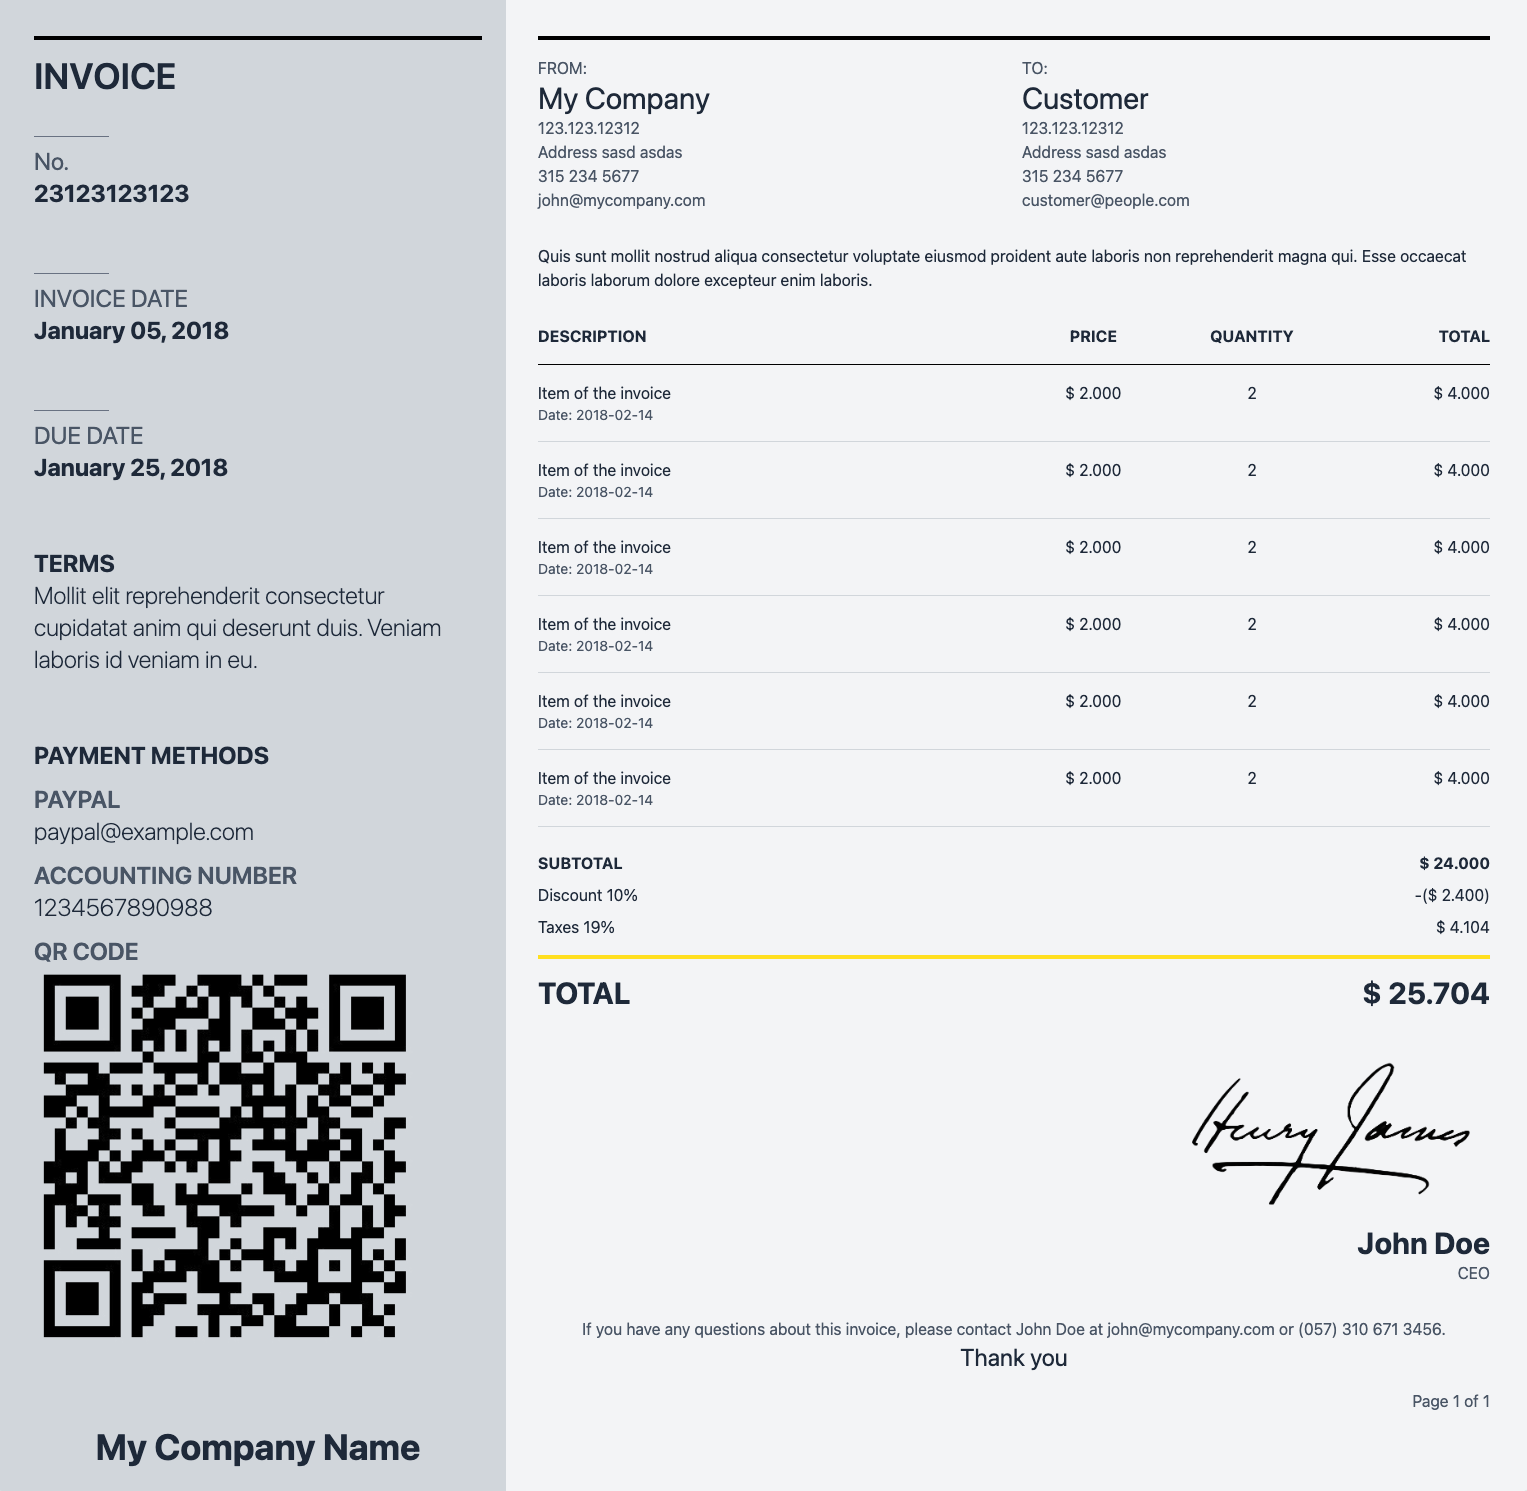 INVOICE
No.
23123123123
INVOICE DATE
January 05, 2018
DUE DATE
January 25, 2018
TERMS
Mollit elit reprehenderit consectetur
cupidatat anim qui deserunt duis. Veniam
laboris id veniam in eu.
PAYMENT METHODS
PAYPAL
paypal@example.com
ACCOUNTING NUMBER
1234567890988
QR CODE
My Company Name
FROM:
My Company
123.123.12312
Address sasd asdas
315 234 5677
john@mycompany.com
TO:
Customer
123.123.12312
Address sasd asdas
315 234 5677
customer@people.com
Quis sunt mollit nostrud aliqua consectetur voluptate eiusmod proident aute laboris non reprehenderit magna qui. Esse occaecat
laboris laborum dolore excepteur enim laboris.
DESCRIPTION PRICE QUANTITY TOTAL
Item of the invoice $ 2.000 2 $ 4.000
Date: 2018-02-14
Item of the invoice $ 2.000 2 $ 4.000
Date: 2018-02-14
Item of the invoice $ 2.000 2 $ 4.000
Date: 2018-02-14
Item of the invoice $ 2.000 2 $ 4.000
Date: 2018-02-14
Item of the invoice $ 2.000 2 $ 4.000
Date: 2018-02-14
Item of the invoice $ 2.000 2 $ 4.000
Date: 2018-02-14
SUBTOTAL $ 24.000
Discount 10% -($ 2.400)
Taxes 19% $ 4.104
TOTAL $ 25.704
Henry James
John Doe
CEO
If you have any questions about this invoice, please contact John Doe at john@mycompany.com or (057) 310 671 3456.
Thank you
Page 1 of 1